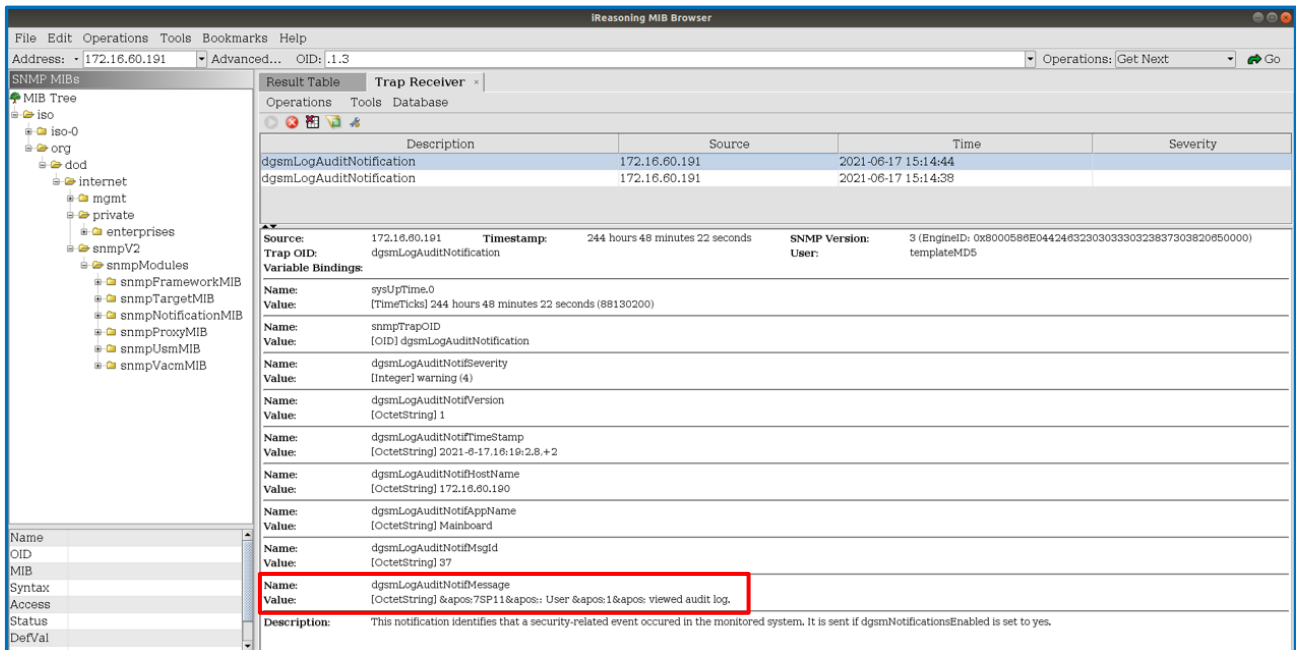 iReasoning MIB Browser
File Edit Operations Tools Bookmarks Help
Address: 172.16.60.191 Advanced... OID: .1.3 Operations: Get Next Go
SNMP MIBs
MIB Tree
iso
iso-0
org
dod
internet
mgmt
private
enterprises
snmpV2
snmpModules
snmpFrameworkMIB
snmpTargetMIB
snmpNotificationMIB
snmpProxyMIB
snmpUsmMIB
snmpVacmMIB
Name
OID
MIB
Syntax
Access
Status
DefVal
Result Table Trap Receiver ×
Operations Tools Database
Description Source Time Severity
dgsmLogAuditNotification 172.16.60.191 2021-06-17 15:14:44
dgsmLogAuditNotification 172.16.60.191 2021-06-17 15:14:38
Source: 172.16.60.191 Timestamp: 244 hours 48 minutes 22 seconds SNMP Version: 3 (EngineID: 0x8000586E044246323030333032383730382065​0000)
Trap OID: dgsmLogAuditNotification User: templateMD5
Variable Bindings:
Name: sysUpTime.0
Value: [TimeTicks] 244 hours 48 minutes 22 seconds (88130200)
Name: snmpTrapOID
Value: [OID] dgsmLogAuditNotification
Name: dgsmLogAuditNotifSeverity
Value: [Integer] warning (4)
Name: dgsmLogAuditNotifVersion
Value: [OctetString] 1
Name: dgsmLogAuditNotifTimeStamp
Value: [OctetString] 2021-6-17,16:19:2.8,+2
Name: dgsmLogAuditNotifHostName
Value: [OctetString] 172.16.60.190
Name: dgsmLogAuditNotifAppName
Value: [OctetString] Mainboard
Name: dgsmLogAuditNotifMsgId
Value: [OctetString] 37
Name: dgsmLogAuditNotifMessage
Value: [OctetString] &apos;7SP11&apos;: User &apos;1&apos; viewed audit log.
Description: This notification identifies that a security-related event occured in the monitored system. It is sent if dgsmNotificationsEnabled is set to yes.